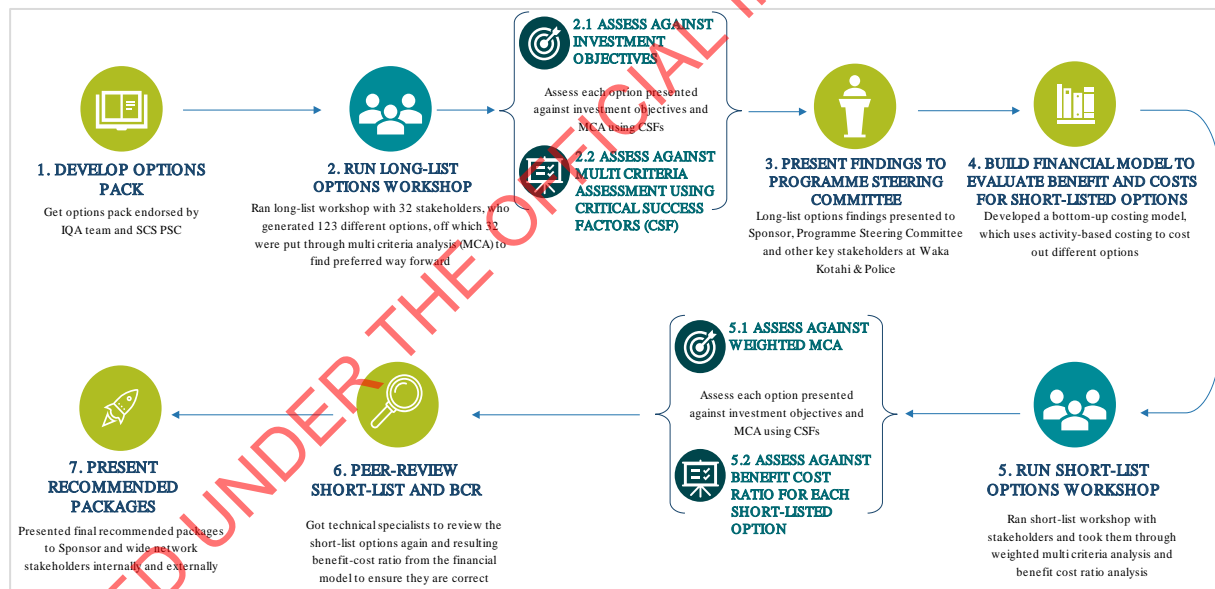 1. DEVELOP OPTIONS
PACK
Get options pack endorsed by
IQA team and SCS PSC
2. RUN LONG-LIST
OPTIONS WORKSHOP
Ran long-list workshop with 32 stakeholders, who
generated 123 different options, off which 32
were put through multi criteria analysis (MCA) to
find preferred way forward
2.1 ASSESS AGAINST
INVESTMENT
OBJECTIVES
Assess each option presented
against investment objectives and
MCA using CSFs
2.2 ASSESS AGAINST
MULTI CRITERIA
ASSESSMENT USING
CRITICAL SUCCESS
FACTORS (CSF)
3. PRESENT FINDINGS TO
PROGRAMME STEERING
COMMITTEE
Long-list options findings presented to
Sponsor, Programme Steering Committee
and other key stakeholders at Waka
Kotahi & Police
4. BUILD FINANCIAL MODEL TO
EVALUATE BENEFIT AND COSTS
FOR SHORT-LISTED OPTIONS
Developed a bottom-up costing model,
which uses activity-based costing to cost
out different options
5. RUN SHORT-LIST
OPTIONS WORKSHOP
Ran short-list workshop with
stakeholders and took them through
weighted multi criteria analysis and
benefit cost ratio analysis
5.1 ASSESS AGAINST
WEIGHTED MCA
Assess each option presented
against investment objectives and
MCA using CSFs
5.2 ASSESS AGAINST
BENEFIT COST
RATIO FOR EACH
SHORT-LISTED
OPTION
6. PEER-REVIEW
SHORT-LIST AND BCR
Got technical specialists to review the
short-list options again and resulting
benefit-cost ratio from the financial
model to ensure they are correct
7. PRESENT
RECOMMENDED
PACKAGES
Presented final recommended packages
to Sponsor and wide network
stakeholders internally and externally
ED UNDER THE OFFICIAL